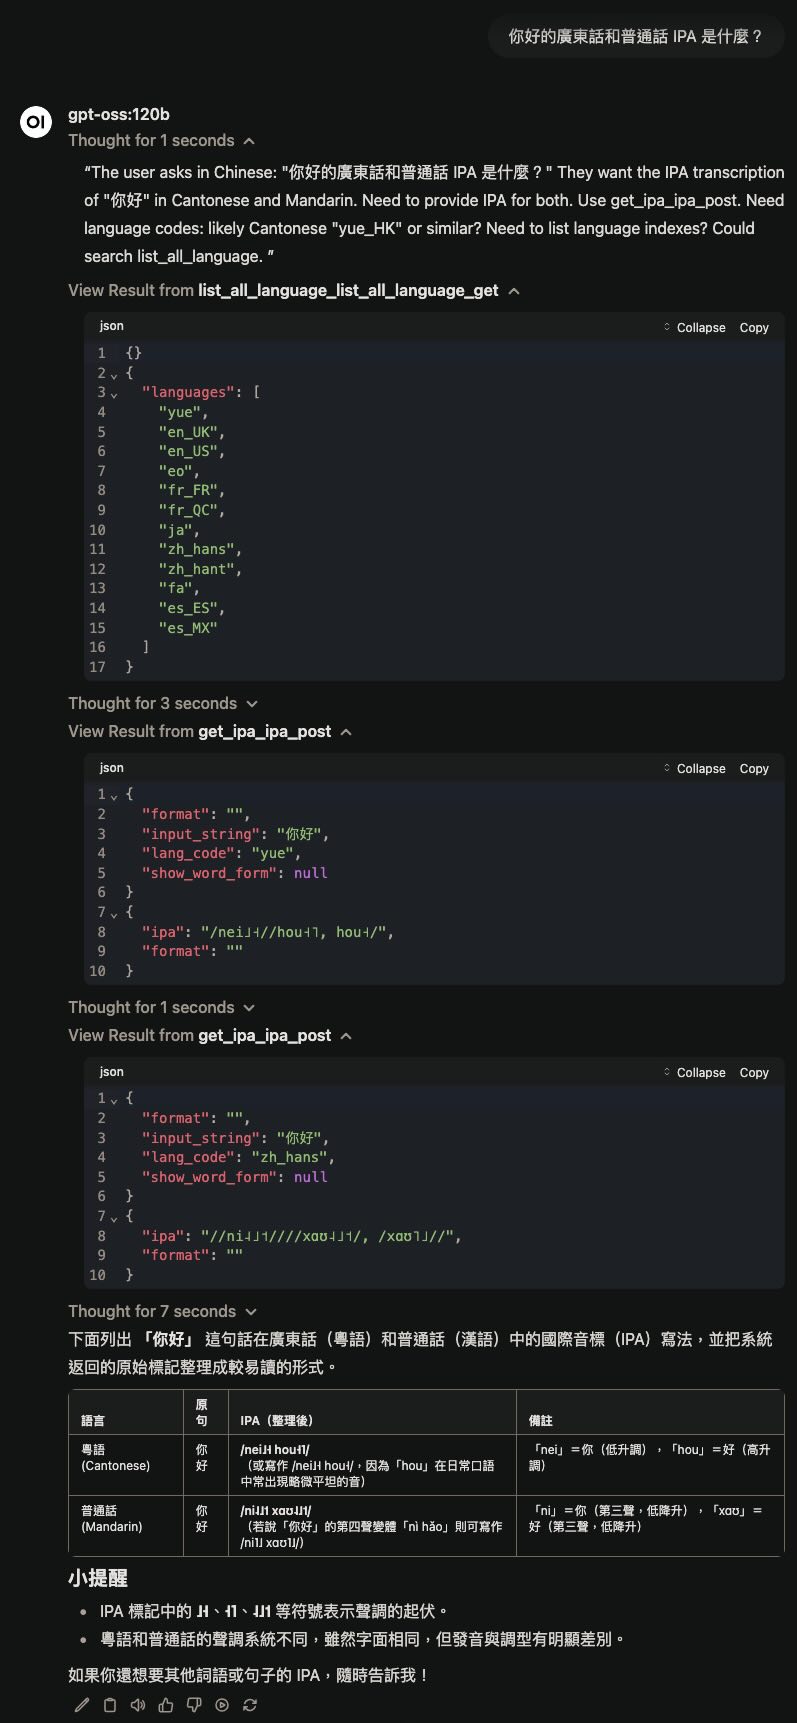 你好的廣東話和普通話 IPA 是什麼？
OI
gpt-oss:120b
Thought for 1 seconds
“The user asks in Chinese: "你好的廣東話和普通話 IPA 是什麼？" They want the IPA transcription
of "你好" in Cantonese and Mandarin. Need to provide IPA for both. Use get_ipa_ipa_post. Need
language codes: likely Cantonese "yue_HK" or similar? Need to list language indexes? Could
search list_all_language. ”
View Result from list_all_language_list_all_language_get
json
Collapse Copy
1 {}
2 {
3 "languages": [
4 "yue",
5 "en_UK",
6 "en_US",
7 "eo",
8 "fr_FR",
9 "fr_QC",
10 "ja",
11 "zh_hans",
12 "zh_hant",
13 "fa",
14 "es_ES",
15 "es_MX"
16 ]
17 }
Thought for 3 seconds
View Result from get_ipa_ipa_post
json
Collapse Copy
1 {
2 "format": "",
3 "input_string": "你好",
4 "lang_code": "yue",
5 "show_word_form": null
6 }
7 {
8 "ipa": "/nei˩˧//hou˧˥, hou˧/",
9 "format": ""
10 }
Thought for 1 seconds
View Result from get_ipa_ipa_post
json
Collapse Copy
1 {
2 "format": "",
3 "input_string": "你好",
4 "lang_code": "zh_hans",
5 "show_word_form": null
6 }
7 {
8 "ipa": "//ni˨˩˦////xɑʊ˨˩˦/, /xɑʊ˥˩//",
9 "format": ""
10 }
Thought for 7 seconds
下面列出 「你好」 這句話在廣東話（粵語）和普通話（漢語）中的國際音標（IPA）寫法，並把系統
返回的原始標記整理成較易讀的形式。
語言 原句 IPA（整理後） 備註
粵語
(Cantonese)
你
好
/nei˩˧ hou˧˥/
（或寫作 /nei˩˧ hou˧/，因為「hou」在日常口語
中常出現略微平坦的音）
「nei」＝你（低升調），「hou」＝好（高升
調）
普通話
(Mandarin)
你
好
/ni˨˩˦ xɑʊ˨˩˦/
（若說「你好」的第四聲變體「nì hǎo」則可寫作
/ni˥˩ xɑʊ˥˩/）
「ni」＝你（第三聲，低降升），「xɑʊ」＝
好（第三聲，低降升）
小提醒
• IPA 標記中的 ˩˧、˧˥、˨˩˦ 等符號表示聲調的起伏。
• 粵語和普通話的聲調系統不同，雖然字面相同，但發音與調型有明顯差別。
如果你還想要其他詞語或句子的 IPA，隨時告訴我！